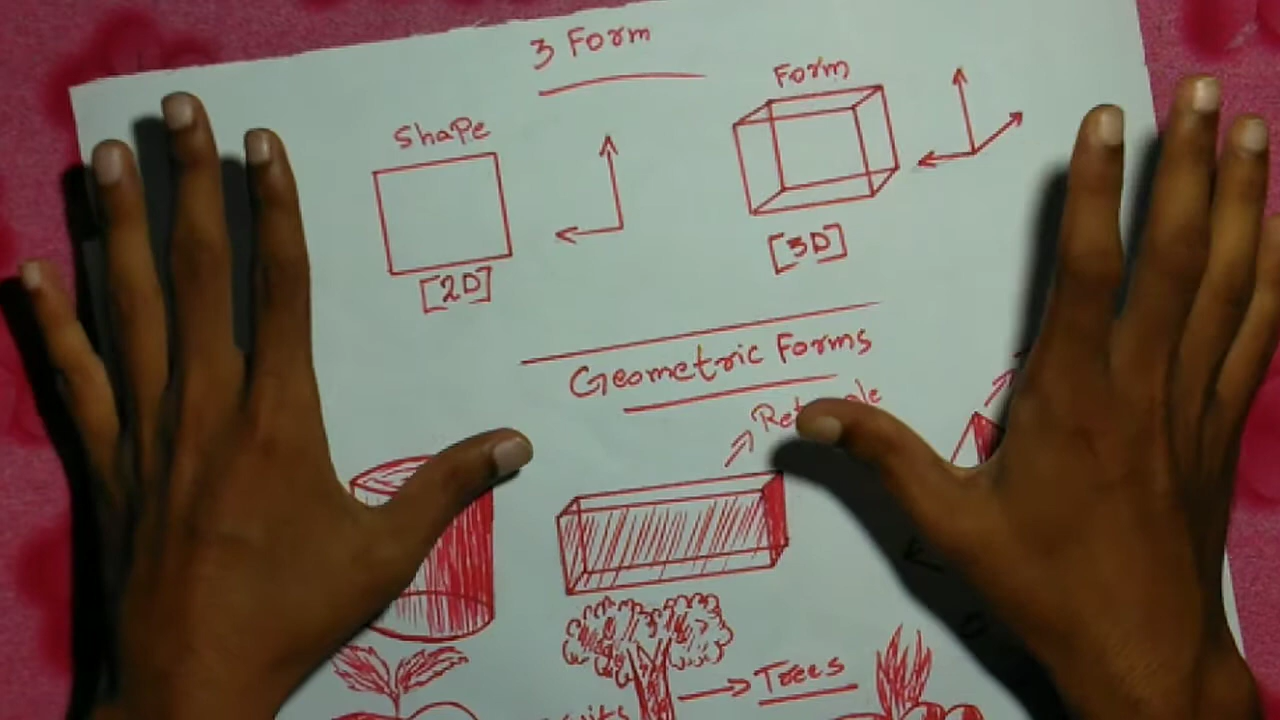 3 Form
Shape
Form
[2D]
[3D]
Geometric Forms
Trees